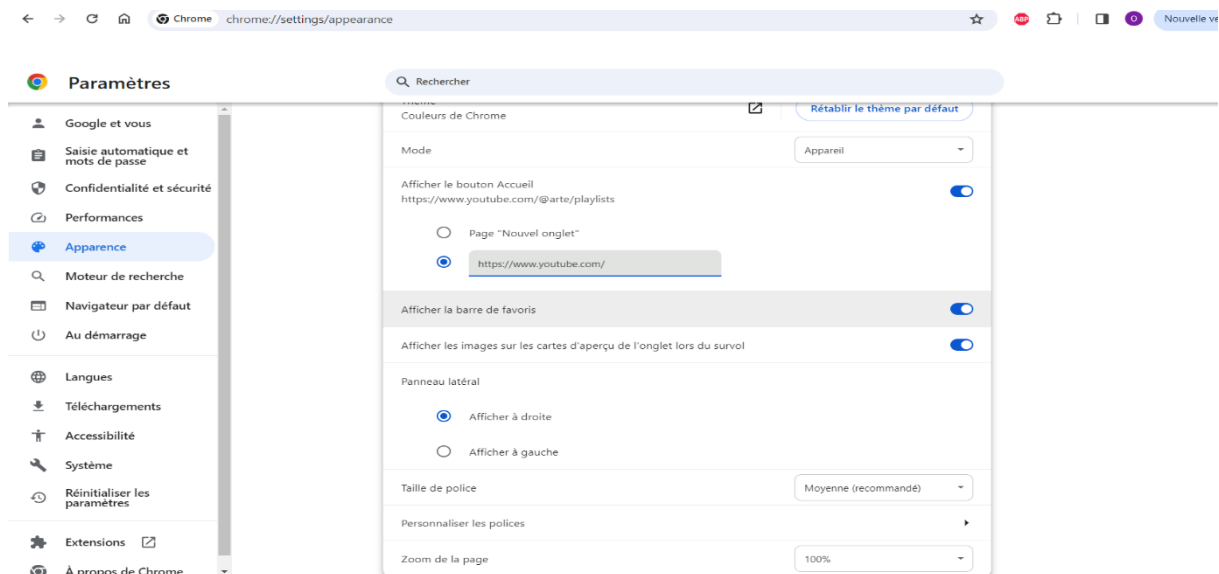 Chrome chrome://settings/appearance ABP O Nouvelle ve
Paramètres
Rechercher
Google et vous
Saisie automatique et
mots de passe
Confidentialité et sécurité
Performances
Apparence
Moteur de recherche
Navigateur par défaut
Au démarrage
Langues
Téléchargements
Accessibilité
Système
Réinitialiser les
paramètres
Extensions
À propos de Chrome
Thème
Couleurs de Chrome
Rétablir le thème par défaut
Mode
Appareil
Afficher le bouton Accueil
https://www.youtube.com/@arte/playlists
Page "Nouvel onglet"
https://www.youtube.com/
Afficher la barre de favoris
Afficher les images sur les cartes d'aperçu de l'onglet lors du survol
Panneau latéral
Afficher à droite
Afficher à gauche
Taille de police
Moyenne (recommandé)
Personnaliser les polices
Zoom de la page
100%